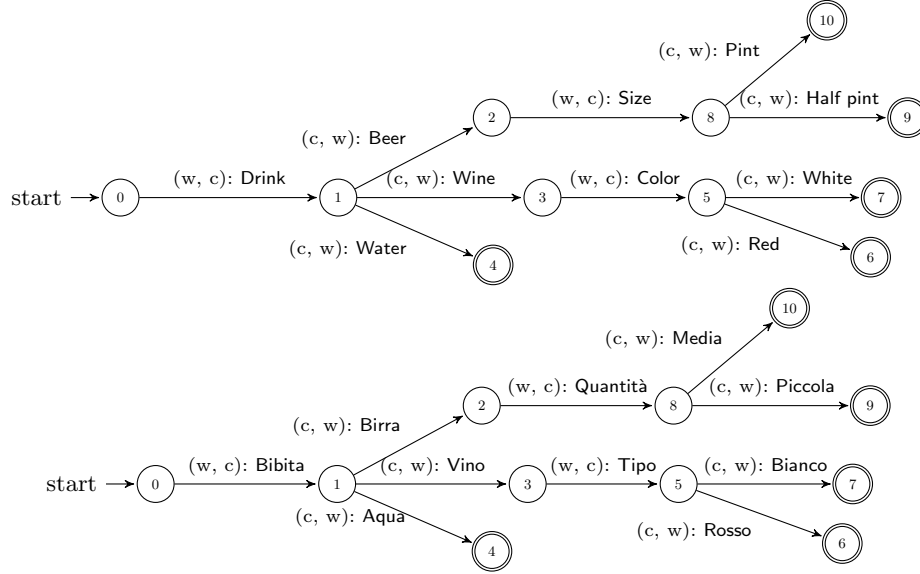 10
(c, w): Pint
2
(w, c): Size
8
(c, w): Half pint
9
(c, w): Beer
start
0
(w, c): Drink
1
(c, w): Wine
3
(w, c): Color
5
(c, w): White
7
(c, w): Water
4
(c, w): Red
6
10
(c, w): Media
2
(w, c): Quantità
8
(c, w): Piccola
9
(c, w): Birra
start
0
(w, c): Bibita
1
(c, w): Vino
3
(w, c): Tipo
5
(c, w): Bianco
7
(c, w): Aqua
4
(c, w): Rosso
6